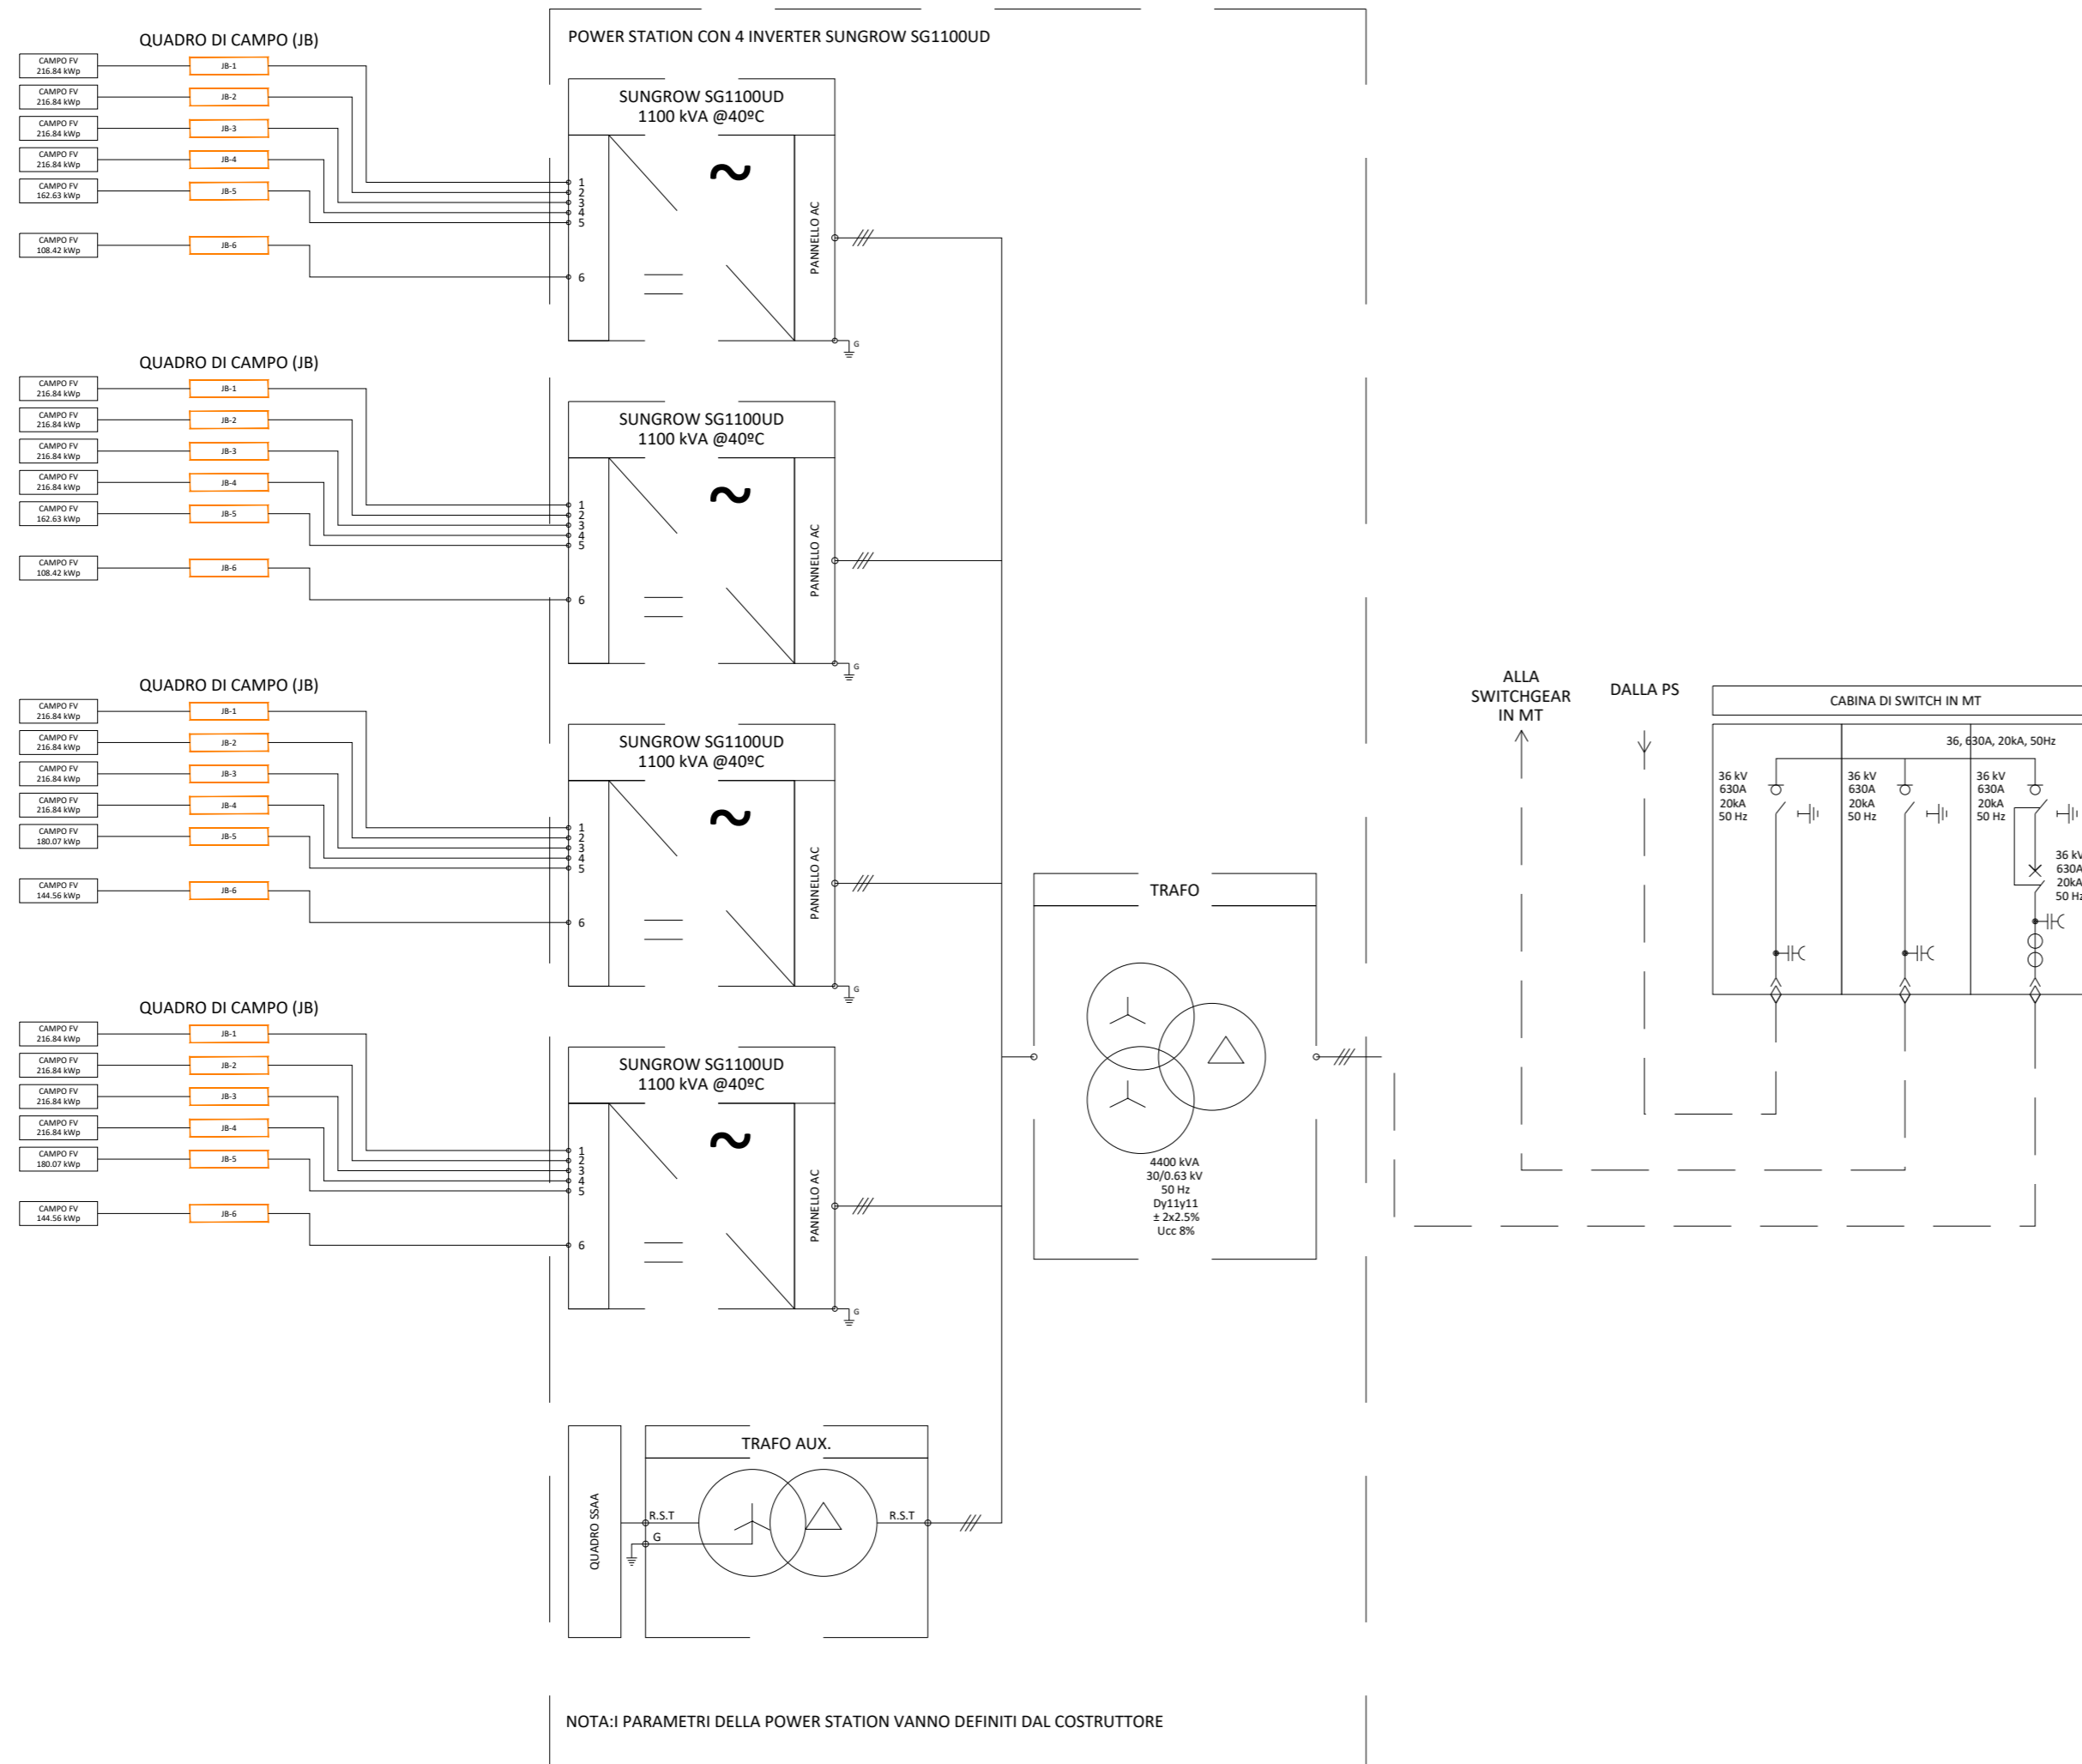 POWER STATION CON 4 INVERTER SUNGROW SG1100UD
QUADRO DI CAMPO (JB)
CAMPO FV
216.84 kWp
JB-1
CAMPO FV
216.84 kWp
JB-2
CAMPO FV
216.84 kWp
JB-3
CAMPO FV
216.84 kWp
JB-4
CAMPO FV
162.63 kWp
JB-5
CAMPO FV
108.42 kWp
JB-6
SUNGROW SG1100UD
1100 kVA @40ºC
1
2
3
4
5
6
PANNELLO AC
G
QUADRO DI CAMPO (JB)
CAMPO FV
216.84 kWp
JB-1
CAMPO FV
216.84 kWp
JB-2
CAMPO FV
216.84 kWp
JB-3
CAMPO FV
216.84 kWp
JB-4
CAMPO FV
162.63 kWp
JB-5
CAMPO FV
108.42 kWp
JB-6
SUNGROW SG1100UD
1100 kVA @40ºC
1
2
3
4
5
6
PANNELLO AC
G
QUADRO DI CAMPO (JB)
CAMPO FV
216.84 kWp
JB-1
CAMPO FV
216.84 kWp
JB-2
CAMPO FV
216.84 kWp
JB-3
CAMPO FV
216.84 kWp
JB-4
CAMPO FV
180.07 kWp
JB-5
CAMPO FV
144.56 kWp
JB-6
SUNGROW SG1100UD
1100 kVA @40ºC
1
2
3
4
5
6
PANNELLO AC
G
QUADRO DI CAMPO (JB)
CAMPO FV
216.84 kWp
JB-1
CAMPO FV
216.84 kWp
JB-2
CAMPO FV
216.84 kWp
JB-3
CAMPO FV
216.84 kWp
JB-4
CAMPO FV
180.07 kWp
JB-5
CAMPO FV
144.56 kWp
JB-6
SUNGROW SG1100UD
1100 kVA @40ºC
1
2
3
4
5
6
PANNELLO AC
G
TRAFO
4400 kVA
30/0.63 kV
50 Hz
Dy11y11
± 2x2.5%
Ucc 8%
ALLA
SWITCHGEAR
IN MT
DALLA PS
CABINA DI SWITCH IN MT
36, 630A, 20kA, 50Hz
36 kV
630A
20kA
50 Hz
36 kV
630A
20kA
50 Hz
36 kV
630A
20kA
50 Hz
36 kV
630A
20kA
50 Hz
QUADRO SSAA
TRAFO AUX.
R.S.T
G
R.S.T
NOTA:I PARAMETRI DELLA POWER STATION VANNO DEFINITI DAL COSTRUTTORE